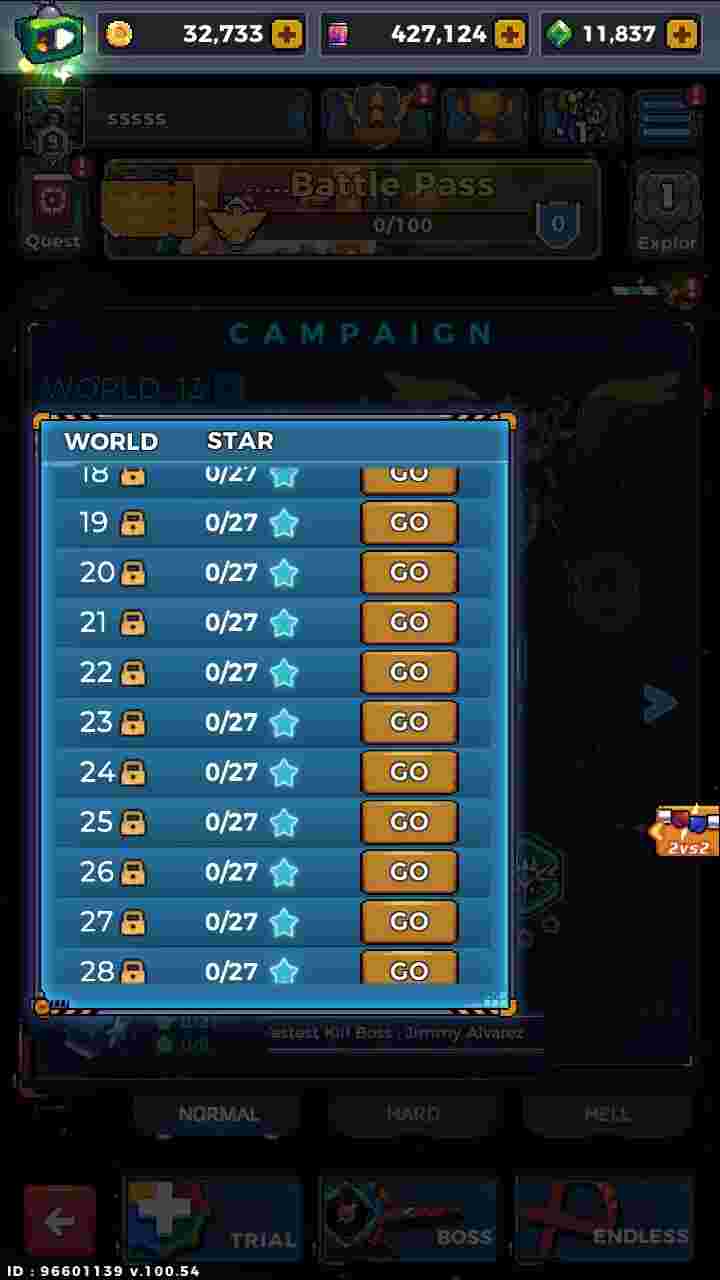 32,733 427,124 11,837
sssss
9
1
Battle Pass
0/100 0
Quest
1
Explor
CAMPAIGN
WORLD 13
WORLD STAR
18 0/27 GO
19 0/27 GO
20 0/27 GO
21 0/27 GO
22 0/27 GO
23 0/27 GO
24 0/27 GO
25 0/27 GO
26 0/27 GO
27 0/27 GO
28 0/27 GO
2vs2
Kill Boss : Jimmy Alvarez
NORMAL HARD HELL
TRIAL BOSS ENDLESS
ID : 96601139 v.100.54